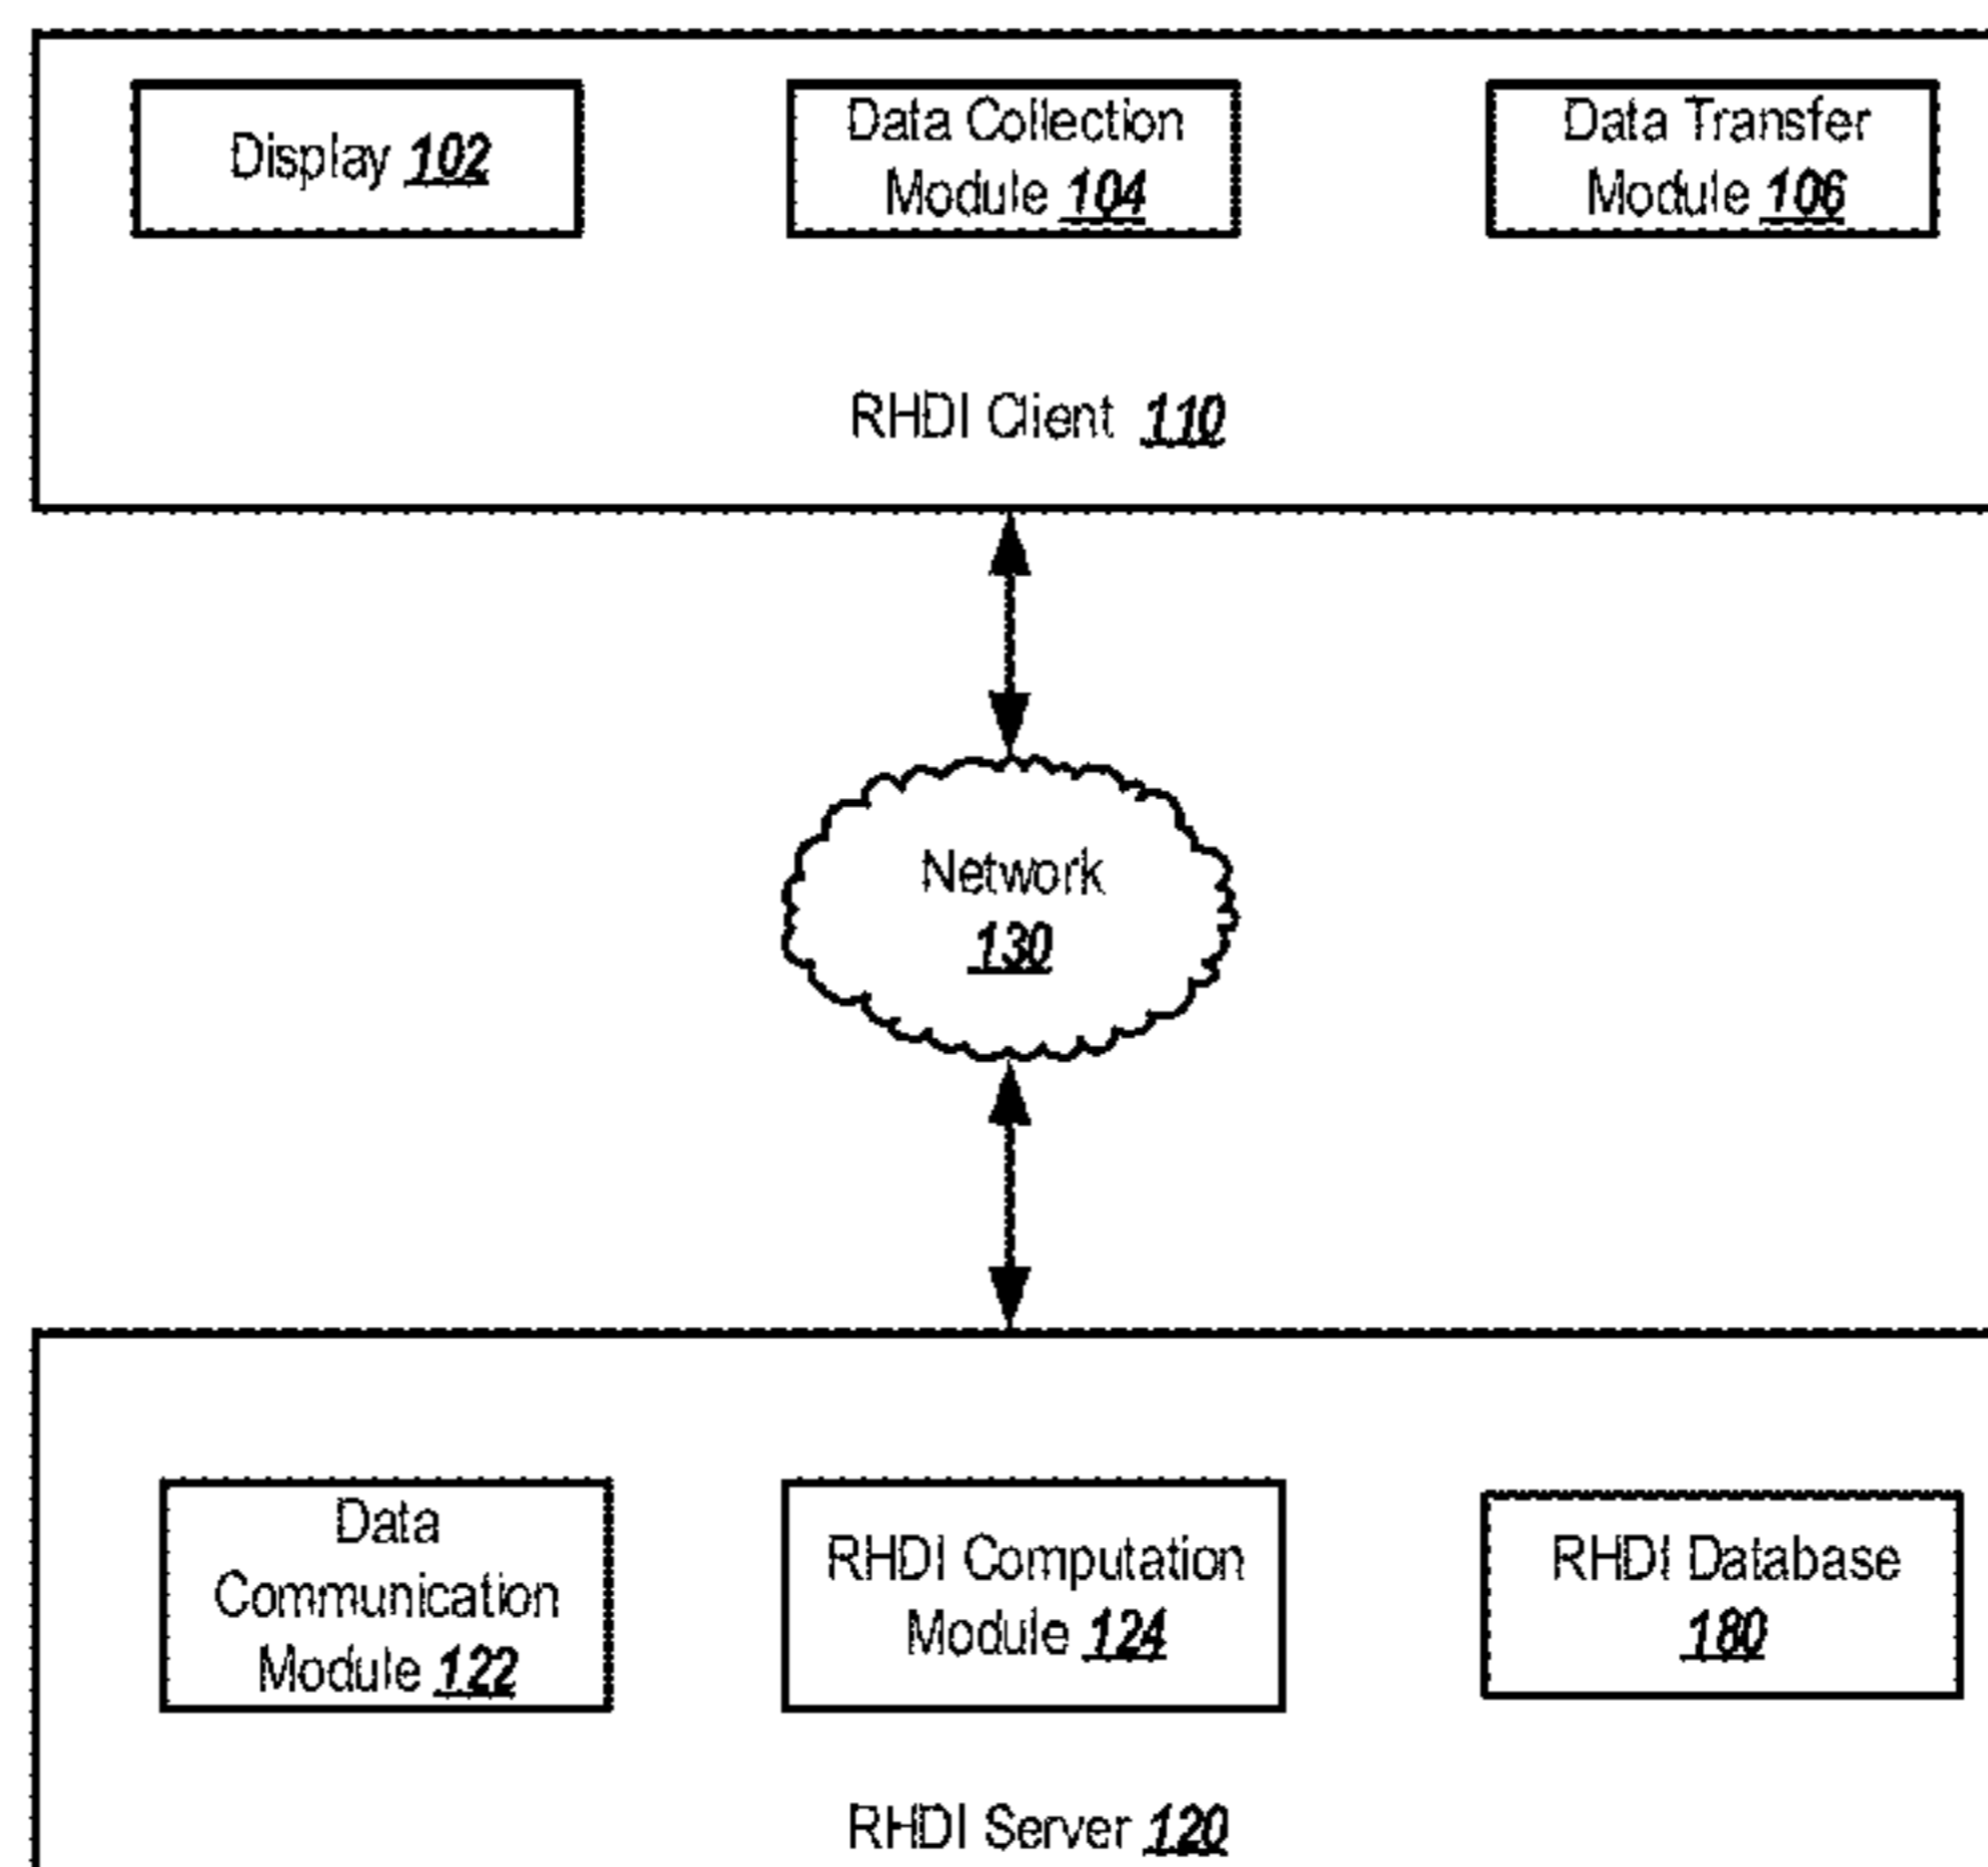 Display 102
Data Collection
Module 104
Data Transfer
Module 106
RHDI Client 110
Network
130
Data
Communication
Module 122
RHDI Computation
Module 124
RHDI Database
180
RHDI Server 120